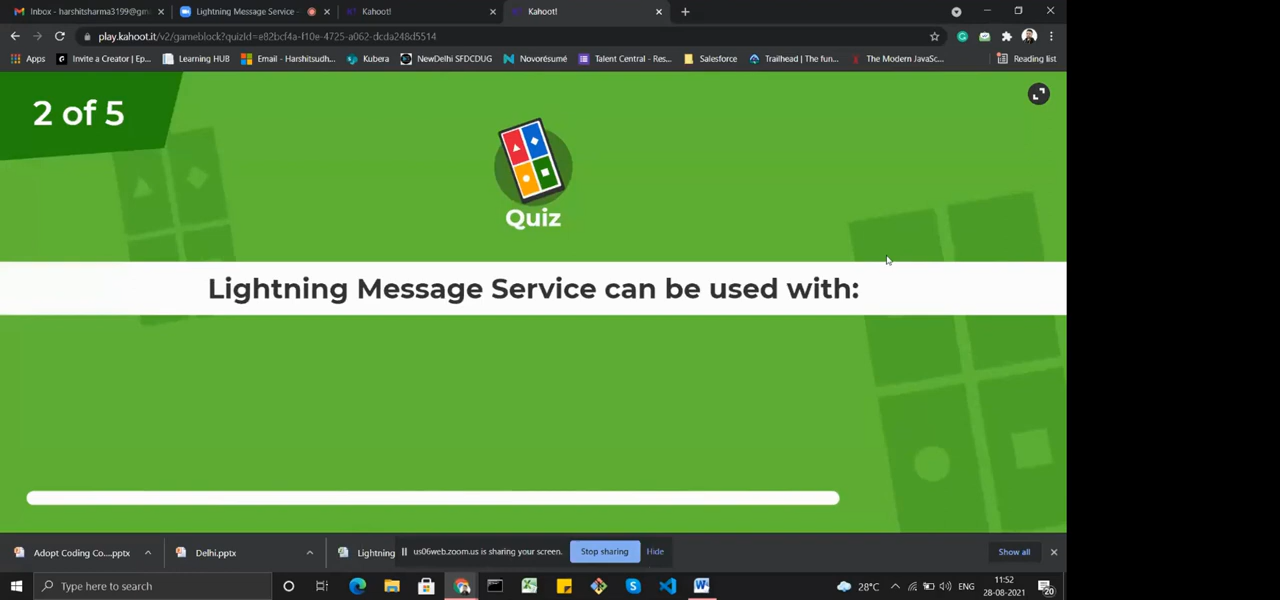 Inbox - harshitsharma3199@gm
Lightning Message Service -
Kahoot!
Kahoot!
play.kahoot.it/v2/gameblock?quizId=e82bcf4a-f10e-4725-a062-dcda248d5514
Apps
Invite a Creator | Ep...
Learning HUB
Email - Harshitsudh...
Kubera
NewDelhi SFDCDUG
Novorésumé
Talent Central - Res...
Salesforce
Trailhead | The fun...
The Modern JavaSc...
Reading list
2 of 5
Quiz
Lightning Message Service can be used with:
Adopt Coding Co....pptx
Delhi.pptx
Lightning
us06web.zoom.us is sharing your screen.
Stop sharing
Hide
Show all
Type here to search
28°C
ENG
11:52
28-08-2021
20